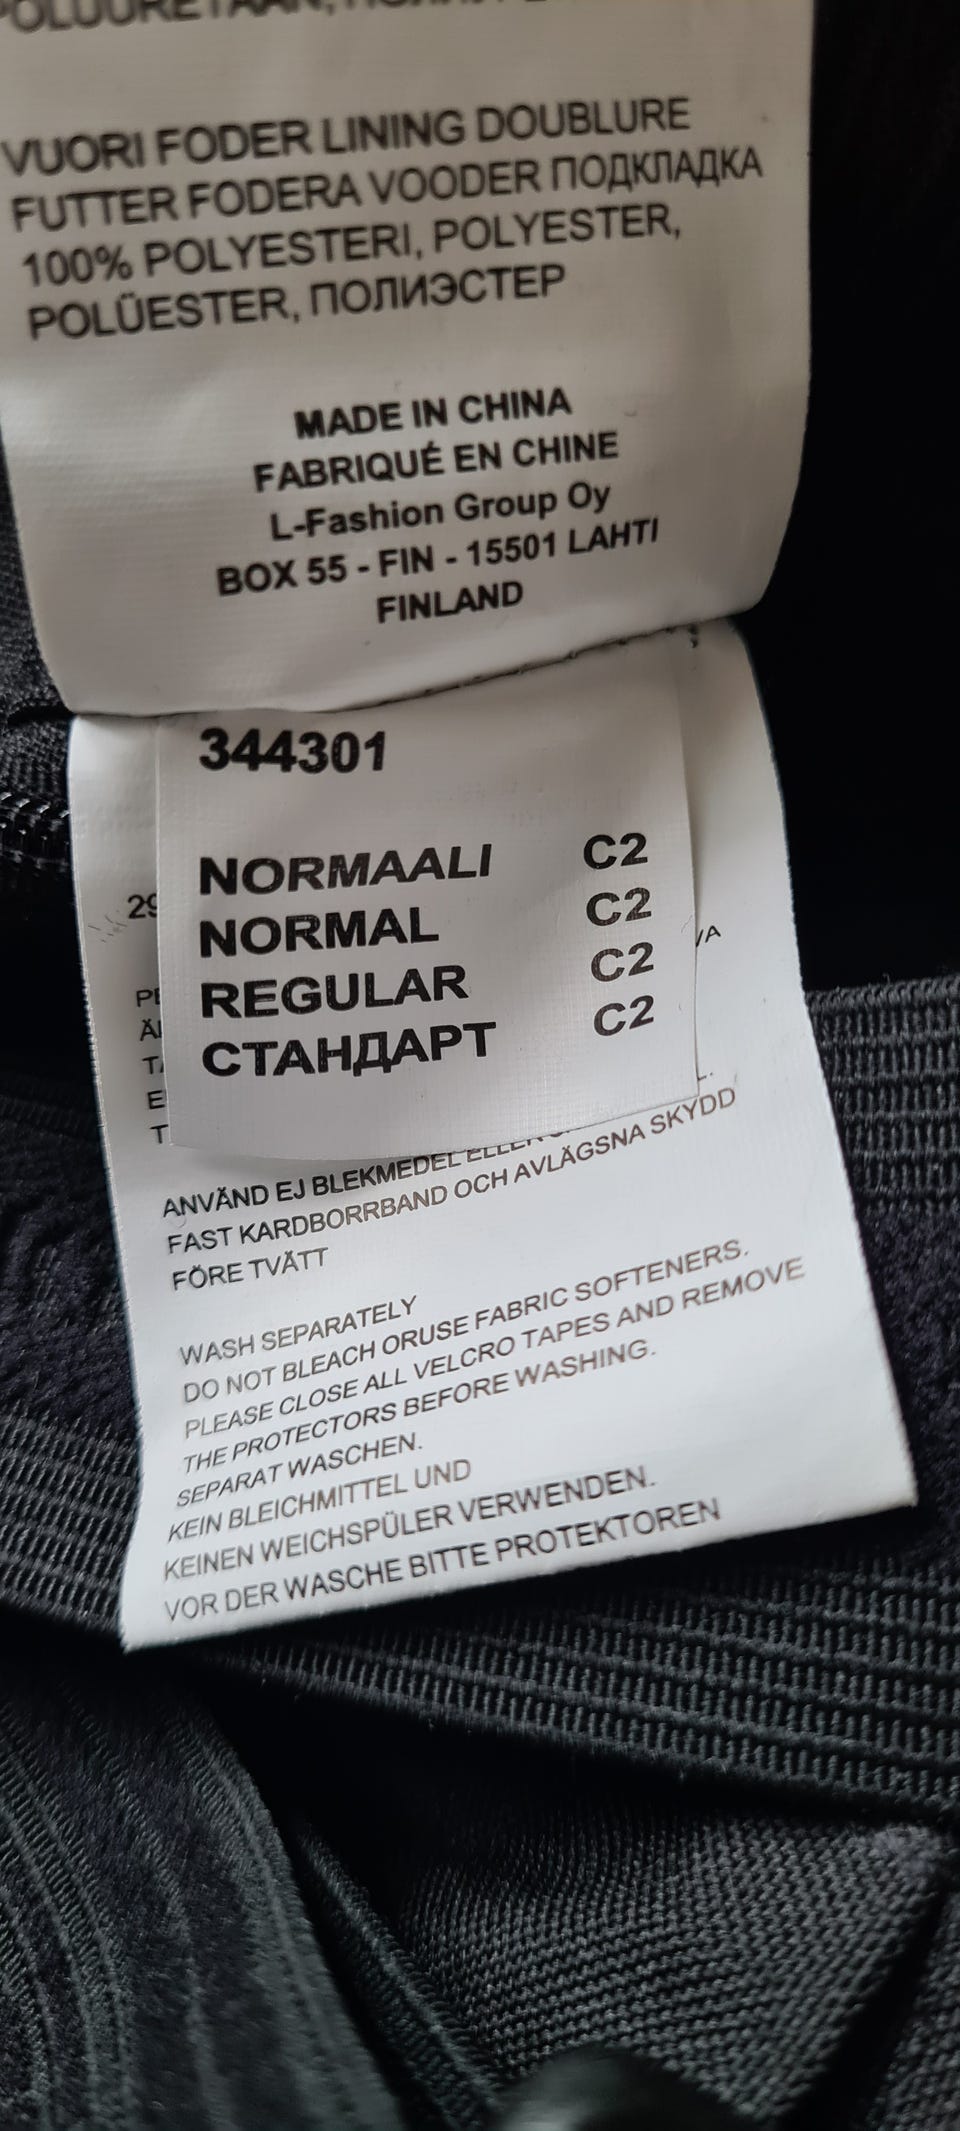 VUORI FODER LINING DOUBLURE
FUTTER FODERA VOODER ПОДКЛАДКА
100% POLYESTERI, POLYESTER,
POLÜESTER, ПОЛИЭСТЕР
MADE IN CHINA
FABRIQUÉ EN CHINE
L-Fashion Group Oy
BOX 55 - FIN - 15501 LAHTI
FINLAND
344301
NORMAALI C2
NORMAL C2
REGULAR C2
СТАНДАРТ C2
ANVÄND EJ BLEKMEDEL ELLER
FAST KARDBORRBAND OCH AVLÄGSNA SKYDD
FÖRE TVÄTT
WASH SEPARATELY
DO NOT BLEACH ORUSE FABRIC SOFTENERS.
PLEASE CLOSE ALL VELCRO TAPES AND REMOVE
THE PROTECTORS BEFORE WASHING.
SEPARAT WASCHEN.
KEIN BLEICHMITTEL UND
KEINEN WEICHSPÜLER VERWENDEN.
VOR DER WASCHE BITTE PROTEKTOREN